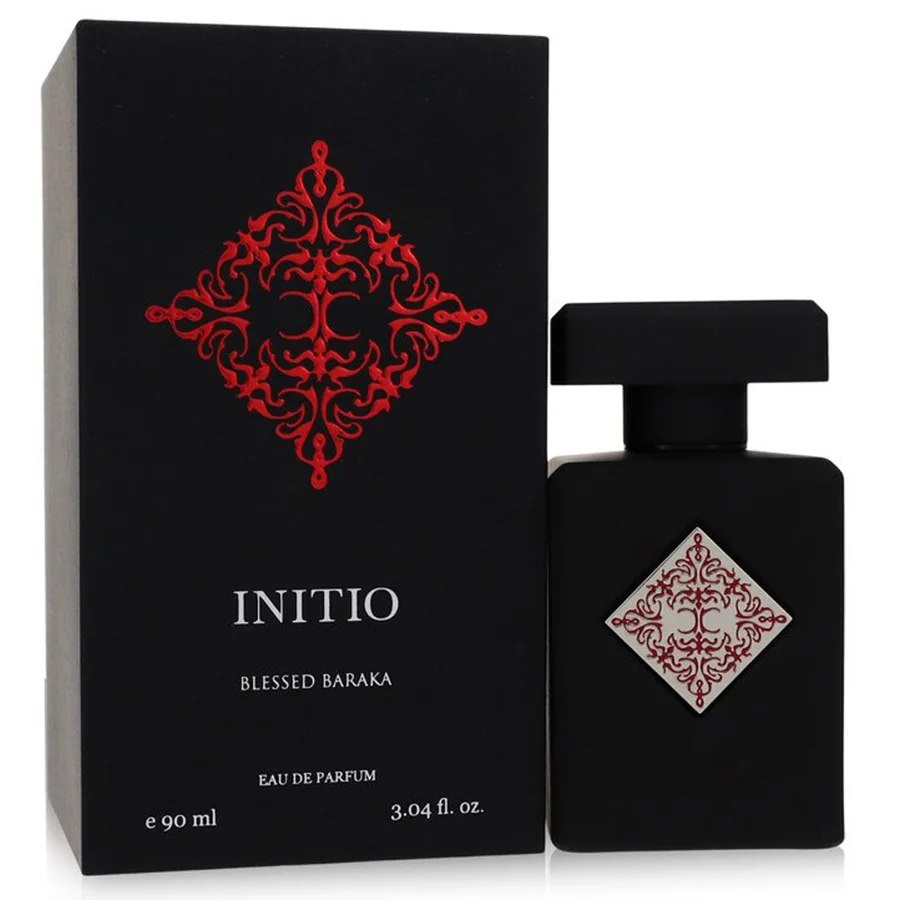 INITIO
BLESSED BARAKA
EAU DE PARFUM
e 90 ml
3.04 fl. oz.